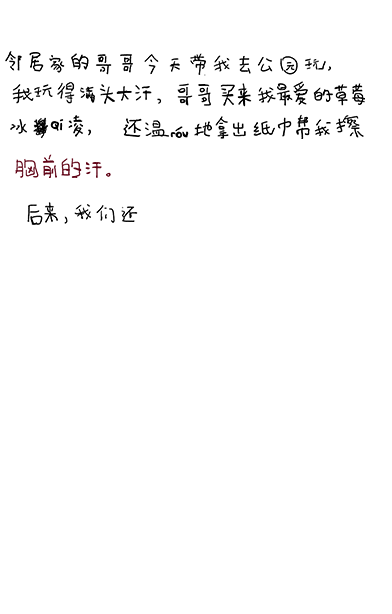 邻居家的哥哥今天带我去公园玩,
我玩得满头大汗,哥哥买来我最爱的草莓
冰qi凌, 还温róu地拿出纸巾帮我擦
胸前的汗。
后来,我们还